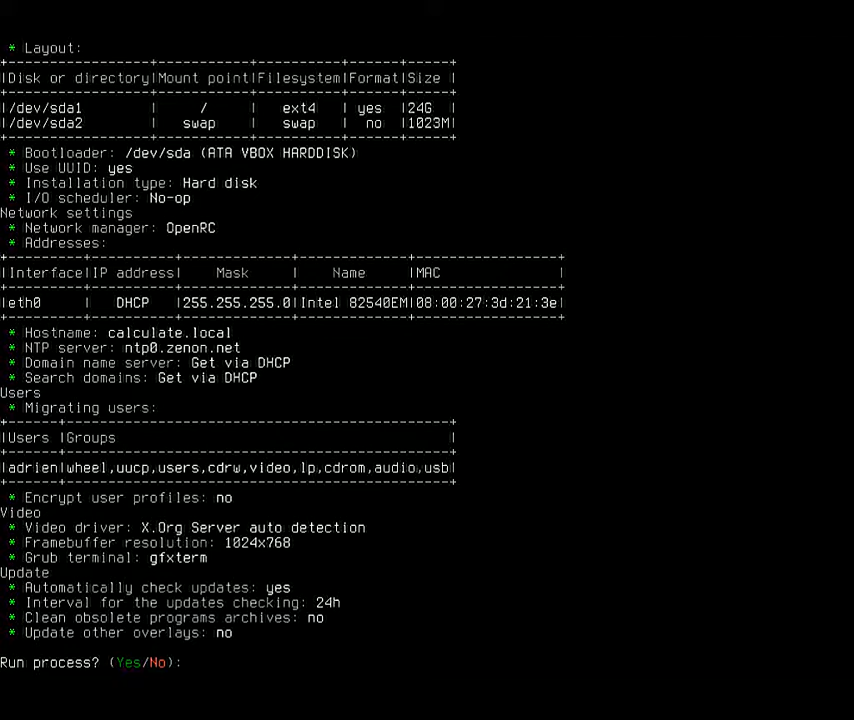 * Layout:
+-----------------+-----------+----------+------+-----+
|Disk or directory|Mount point|Filesystem|Format|Size |
+-----------------+-----------+----------+------+-----+
|/dev/sda1        |     /     |   ext4   | yes  |24G  |
|/dev/sda2        |   swap    |   swap   |  no  |1023M|
+-----------------+-----------+----------+------+-----+
* Bootloader: /dev/sda (ATA VBOX HARDDISK)
* Use UUID: yes
* Installation type: Hard disk
* I/O scheduler: No-op
Network settings
* Network manager: OpenRC
* Addresses:
+---------+----------+-------------+-------------+-----------------+
|Interface|IP address|    Mask     |    Name     |MAC              |
+---------+----------+-------------+-------------+-----------------+
|eth0     |   DHCP   |255.255.255.0|Intel 82540EM|08:00:27:3d:21:3e|
+---------+----------+-------------+-------------+-----------------+
* Hostname: calculate.local
* NTP server: ntp0.zenon.net
* Domain name server: Get via DHCP
* Search domains: Get via DHCP
Users
* Migrating users:
+------+----------------------------------------------+
|Users |Groups                                        |
+------+----------------------------------------------+
|adrien|wheel,uucp,users,cdrw,video,lp,cdrom,audio,usb|
+------+----------------------------------------------+
* Encrypt user profiles: no
Video
* Video driver: X.Org Server auto detection
* Framebuffer resolution: 1024x768
* Grub terminal: gfxterm
Update
* Automatically check updates: yes
* Interval for the updates checking: 24h
* Clean obsolete programs archives: no
* Update other overlays: no
Run process? (Yes/No):